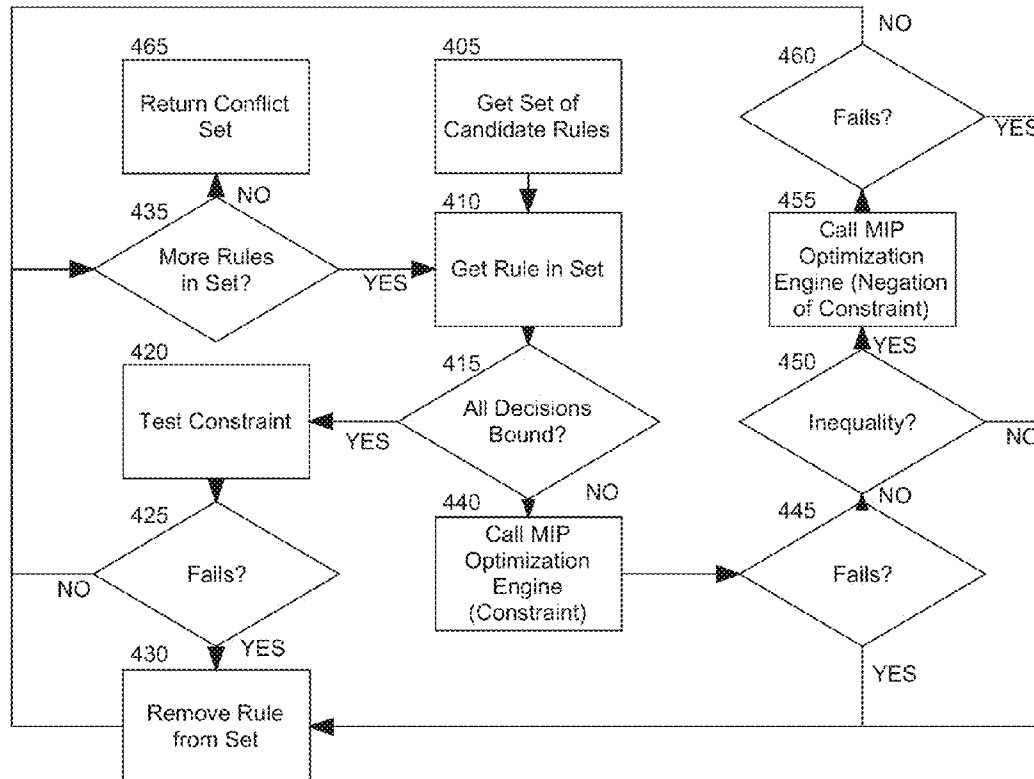 NO
465
Return Conflict
Set
405
Get Set of
Candidate Rules
460
Fails?
YES
NO
435
More Rules
in Set?
YES
410
Get Rule in Set
455
Call MIP
Optimization
Engine (Negation
of Constraint)
YES
420
Test Constraint
YES
415
All Decisions
Bound?
NO
450
Inequality?
NO
NO
425
Fails?
NO
YES
440
Call MIP
Optimization
Engine
(Constraint)
445
Fails?
YES
430
Remove Rule
from Set